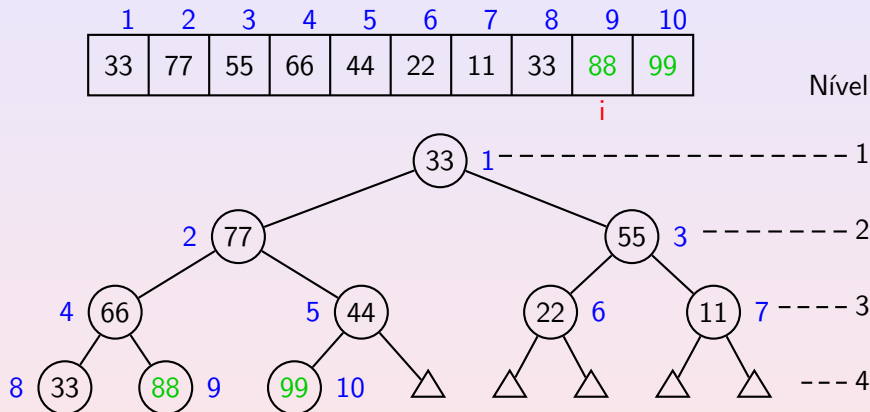 1 2 3 4 5 6 7 8 9 10
33 77 55 66 44 22 11 33 88 99
Nível
i
33 1 1
2 77 55 3 2
4 66 5 44 22 6 11 7 3
8 33 88 9 99 10 4